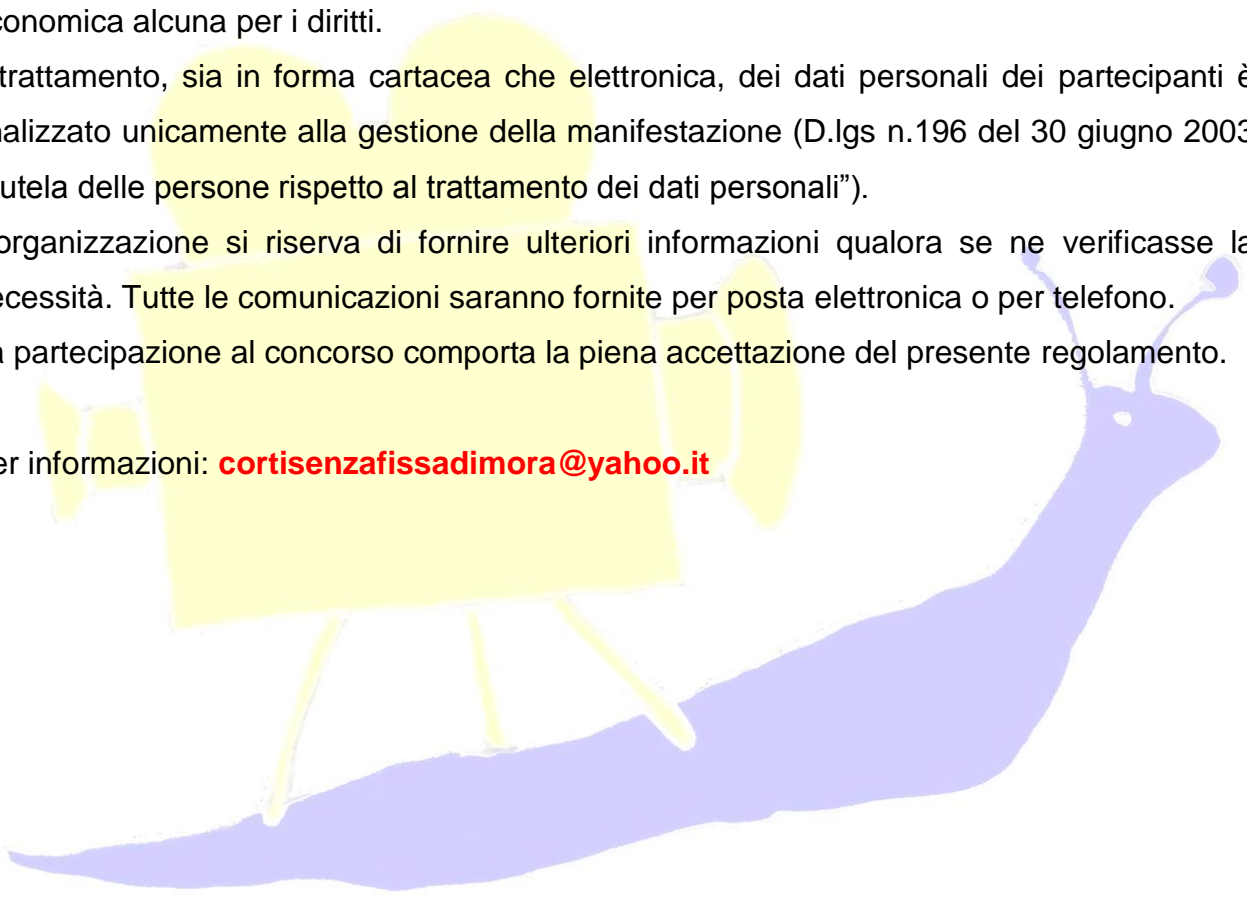 conomica alcuna per i diritti.
trattamento, sia in forma cartacea che elettronica, dei dati personali dei partecipanti è
nalizzato unicamente alla gestione della manifestazione (D.lgs n.196 del 30 giugno 2003
utela delle persone rispetto al trattamento dei dati personali”).
organizzazione si riserva di fornire ulteriori informazioni qualora se ne verificasse la
ecessità. Tutte le comunicazioni saranno fornite per posta elettronica o per telefono.
a partecipazione al concorso comporta la piena accettazione del presente regolamento.
er informazioni: cortisenzafissadimora@yahoo.it